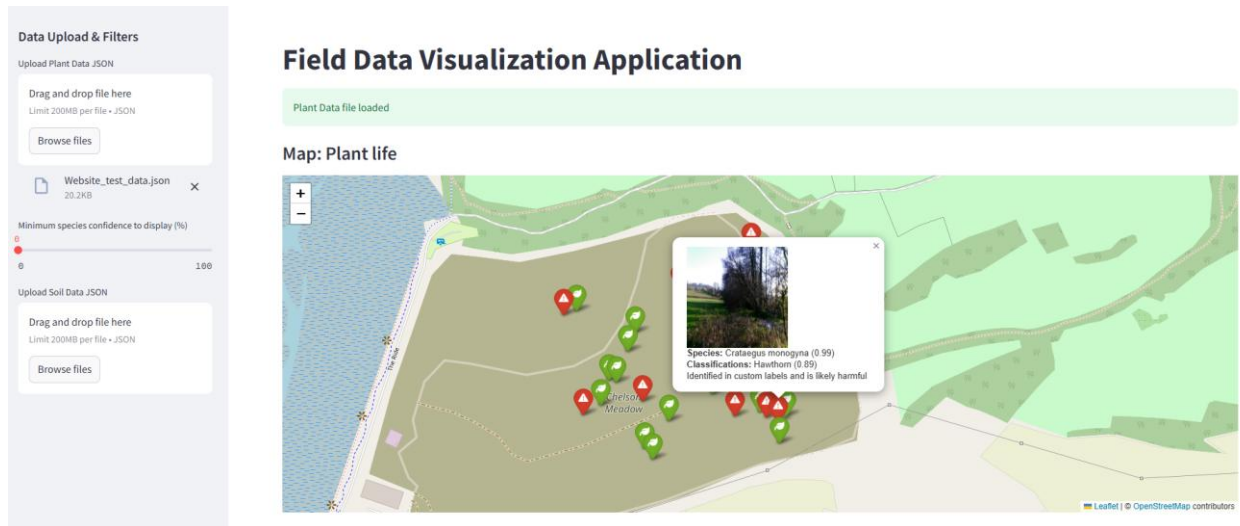 Data Upload & Filters
Upload Plant Data JSON
Drag and drop file here
Limit 200MB per file • JSON
Browse files
Website_test_data.json
20.2KB
Minimum species confidence to display (%)
0
0 100
Upload Soil Data JSON
Drag and drop file here
Limit 200MB per file • JSON
Browse files
Field Data Visualization Application
Plant Data file loaded
Map: Plant life
+
−
×
Species: Crataegus monogyna (0.99)
Classifications: Hawthorn (0.89)
Identified in custom labels and is likely harmful
The Ride
Chelson
Meadow
Leaflet | © OpenStreetMap contributors